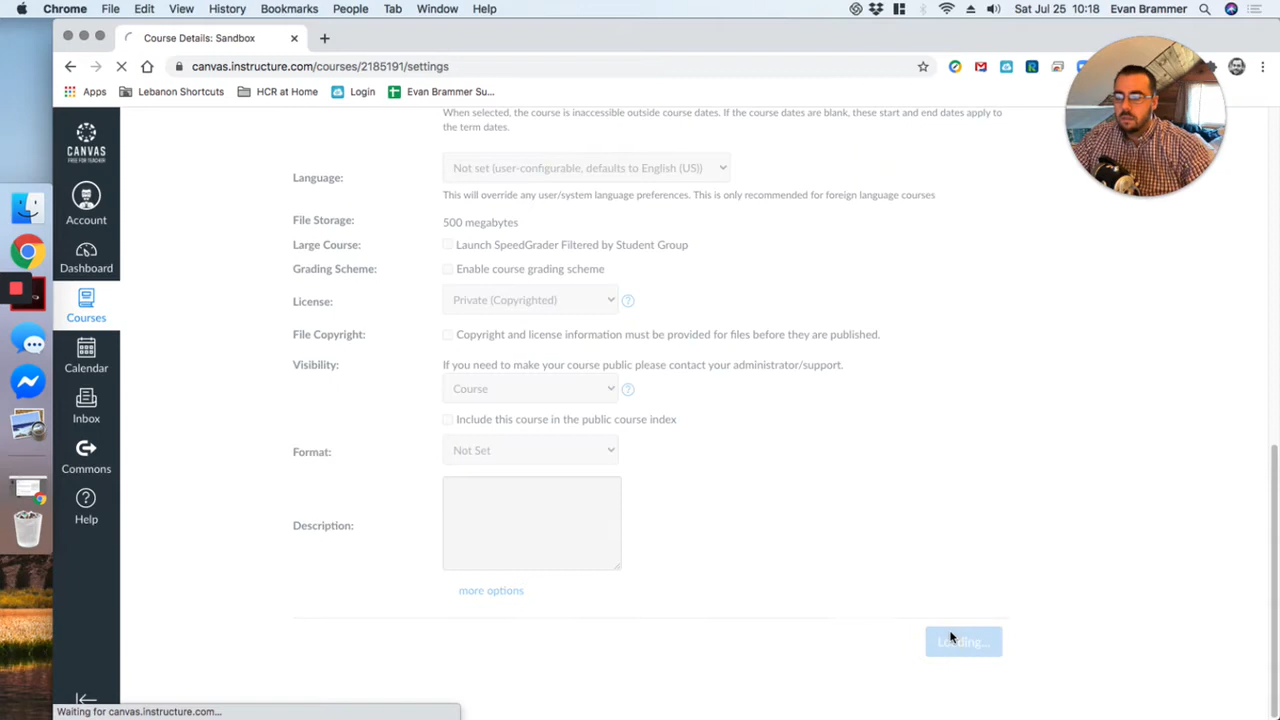 Chrome File Edit View History Bookmarks People Tab Window Help Sat Jul 25 10:18 Evan Brammer
Course Details: Sandbox
canvas.instructure.com/courses/2185191/settings
Apps Lebanon Shortcuts HCR at Home Login Evan Brammer Su...
When selected, the course is inaccessible outside course dates. If the course dates are blank, these start and end dates apply to
the term dates.
CANVAS
FREE FOR TEACHER
Language: Not set (user-configurable, defaults to English (US))
This will override any user/system language preferences. This is only recommended for foreign language courses
Account
File Storage: 500 megabytes
Large Course: Launch SpeedGrader Filtered by Student Group
Dashboard
Grading Scheme: Enable course grading scheme
License: Private (Copyrighted)
Courses
File Copyright: Copyright and license information must be provided for files before they are published.
Visibility: If you need to make your course public please contact your administrator/support.
Calendar
Course
Inbox
Include this course in the public course index
Format: Not Set
Commons
Help
Description:
more options
Loading...
Waiting for canvas.instructure.com...